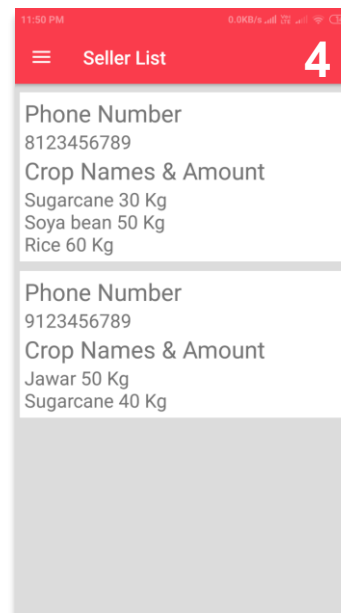 11:50 PM 0.0KB/s
Seller List 4
Phone Number
8123456789
Crop Names & Amount
Sugarcane 30 Kg
Soya bean 50 Kg
Rice 60 Kg
Phone Number
9123456789
Crop Names & Amount
Jawar 50 Kg
Sugarcane 40 Kg